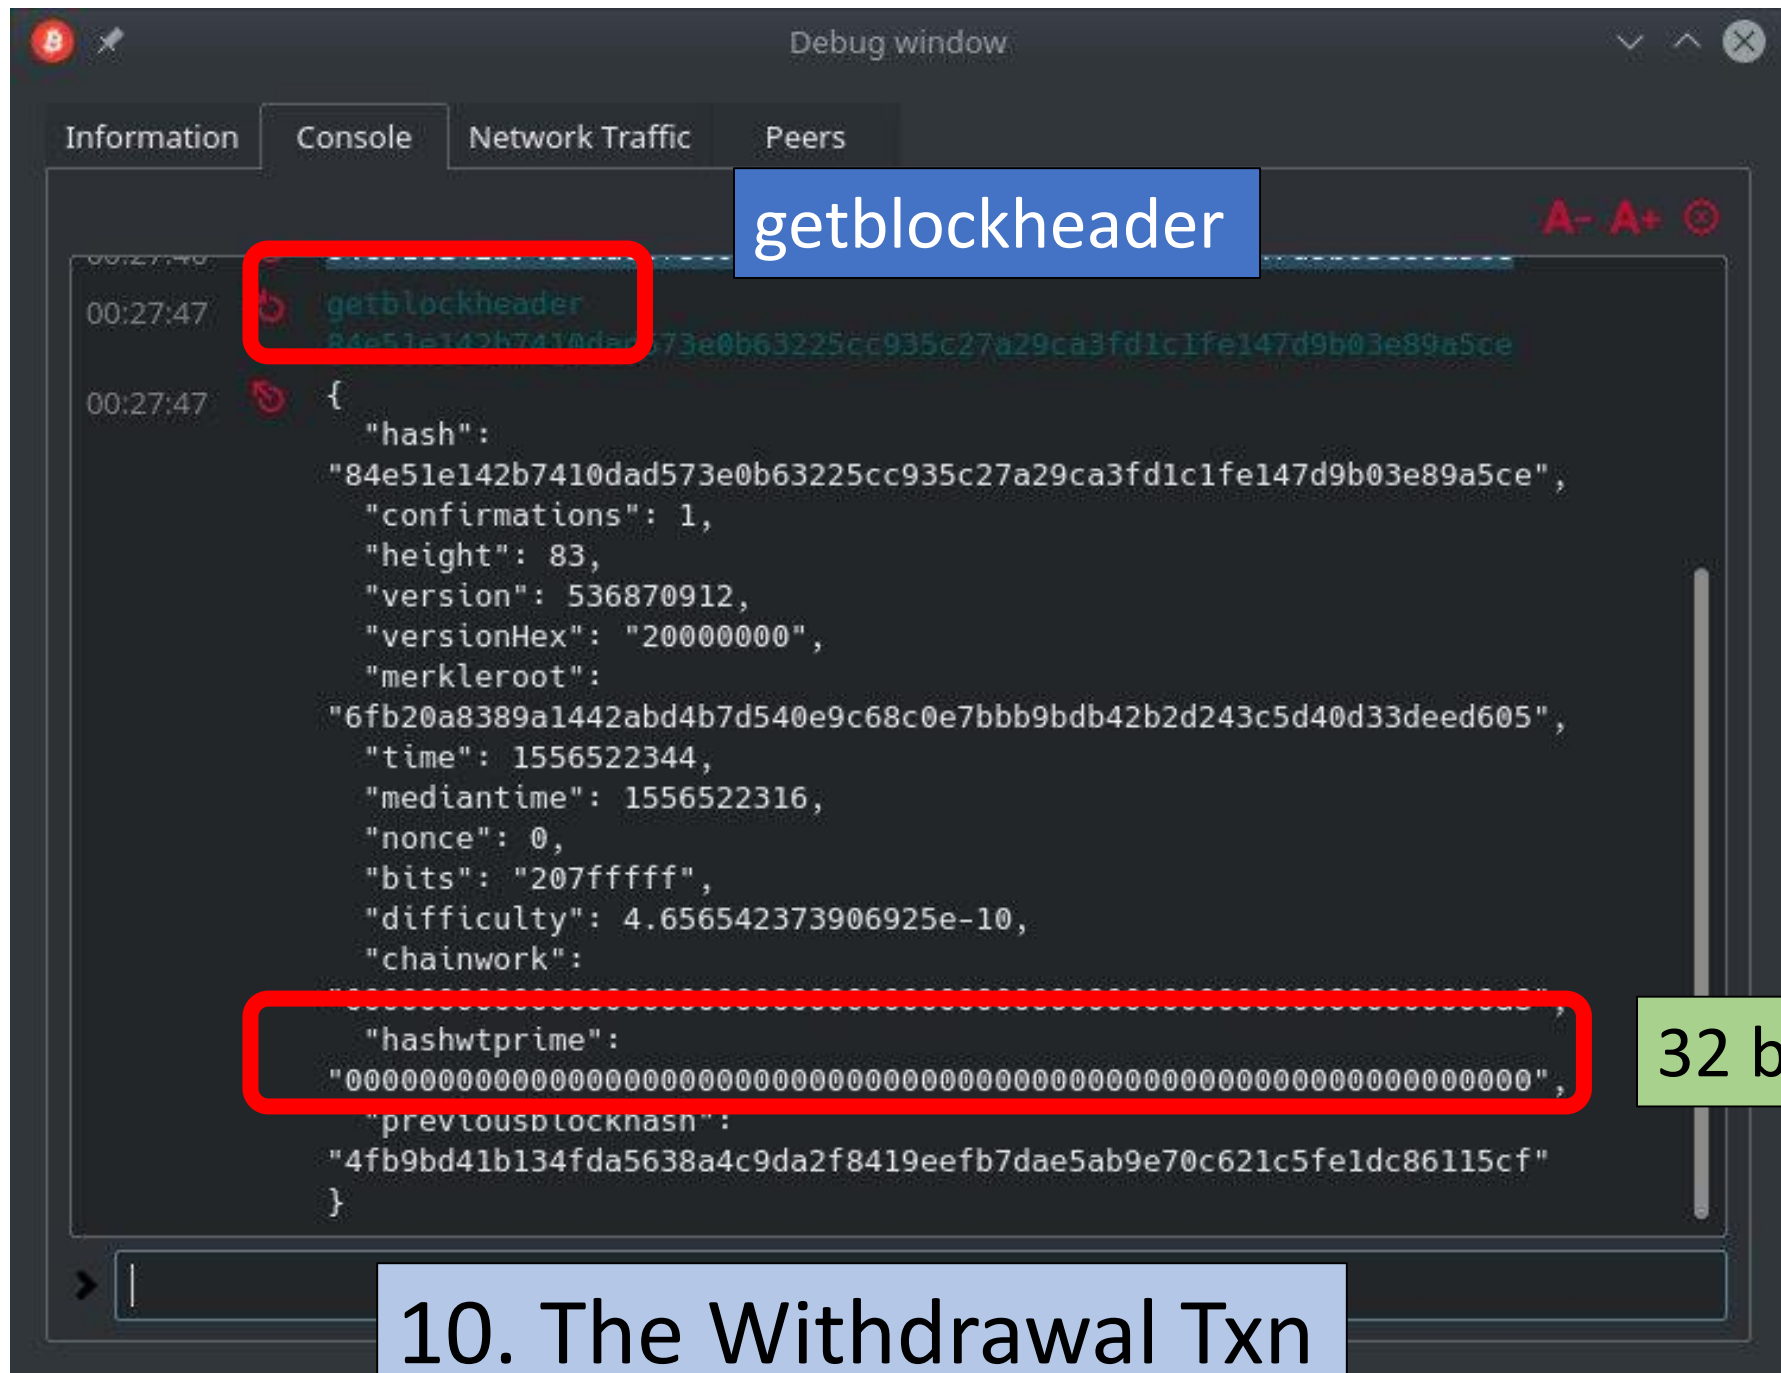 Debug window
Information Console Network Traffic Peers
getblockheader
A- A+
00:27:47 getblockheader
84e51e142b7410dad573e0b63225cc935c27a29ca3fd1c1fe147d9b03e89a5ce
00:27:47 {
"hash":
"84e51e142b7410dad573e0b63225cc935c27a29ca3fd1c1fe147d9b03e89a5ce",
"confirmations": 1,
"height": 83,
"version": 536870912,
"versionHex": "20000000",
"merkleroot":
"6fb20a8389a1442abd4b7d540e9c68c0e7bbb9bdb42b2d243c5d40d33deed605",
"time": 1556522344,
"mediantime": 1556522316,
"nonce": 0,
"bits": "207fffff",
"difficulty": 4.656542373906925e-10,
"chainwork":
"hashwtprime":
"0000000000000000000000000000000000000000000000000000000000000000",
32 b
"previousblockhash":
"4fb9bd41b134fda5638a4c9da2f8419eefb7dae5ab9e70c621c5fe1dc86115cf"
}
10. The Withdrawal Txn